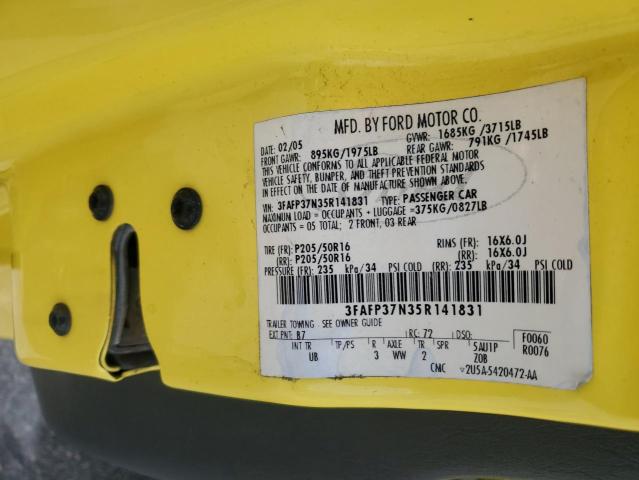 MFD. BY FORD MOTOR CO.
02/05 GVWR: 1685KG/3715LB
FRONT GAWR: 895KG/1975LB REAR GAWR: 791KG/1745LB
THIS VEHICLE CONFORMS TO ALL APPLICABLE FEDERAL MOTOR
VEHICLE SAFETY, BUMPER, AND THEFT PREVENTION STANDARDS
IN EFFECT ON THE DATE OF MANUFACTURE SHOWN ABOVE.
VIN: 3FAFP37N35R141831 TYPE: PASSENGER CAR
MAXIMUM LOAD = OCCUPANTS + LUGGAGE =375KG/0827LB
OCCUPANTS = 05 TOTAL; 2 FRONT, 03 REAR
TIRE (FR): P205/50R16 RIMS (FR): 16X6.0J
(RR): P205/50R16 (RR): 16X6.0J
PRESSURE (FR): 235 kPa/34 PSI COLD (RR): 235 kPa/34 PSI COLD
3FAFP37N35R141831
TRAILER TOWING - SEE OWNER GUIDE
EXT PNT: B7 RC: 72 DSO: F0060
INT TR TP/PS R AXLE TR SPR 5AU1P R0076
UB 3 WW 2 ZOB
CMC 2U5A-5420472-AA